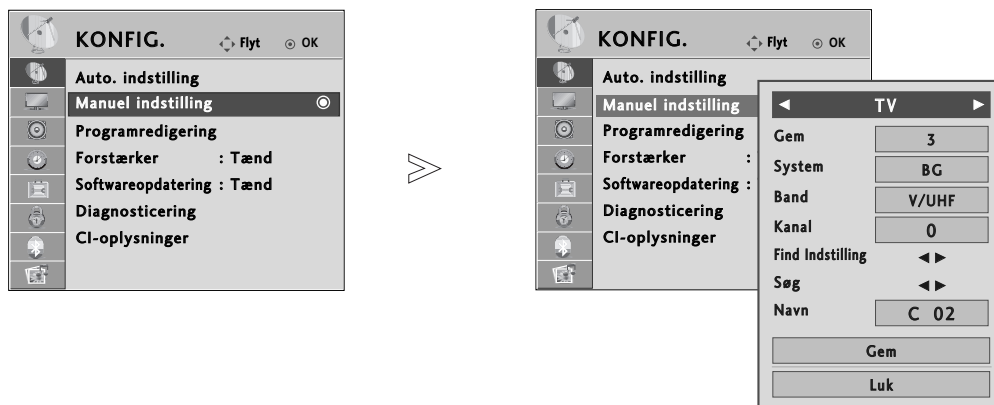 KONFIG. Flyt OK
Auto. indstilling
Manuel indstilling
Programredigering
Forstærker : Tænd
Softwareopdatering : Tænd
Diagnosticering
CI-oplysninger
KONFIG. Flyt OK
Auto. indstilling
Manuel indstilling
Programredigering
Forstærker :
Softwareopdatering :
Diagnosticering
CI-oplysninger
◄ TV ►
Gem 3
System BG
Band V/UHF
Kanal 0
Find Indstilling ◄ ►
Søg ◄ ►
Navn C 02
Gem
Luk